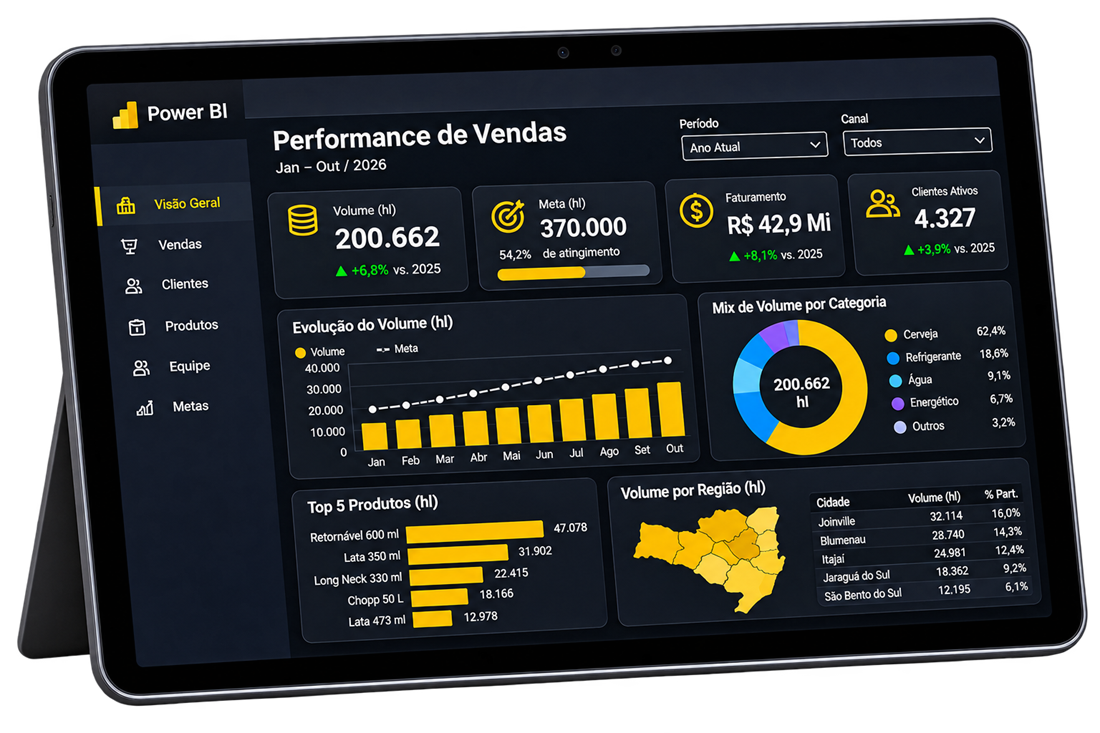 Power BI
Visão Geral
Vendas
Clientes
Produtos
Equipe
Metas
Performance de Vendas
Jan – Out / 2026
Período
Ano Atual
Canal
Todos
Volume (hl)
200.662
▲ +6,8% vs. 2025
Meta (hl)
370.000
54,2% de atingimento
Faturamento
R$ 42,9 Mi
▲ +8,1% vs. 2025
Clientes Ativos
4.327
▲ +3,9% vs. 2025
Evolução do Volume (hl)
Volume Meta
40.000
30.000
20.000
10.000
0
Jan Feb Mar Abr Mai Jun Jul Ago Set Out
Mix de Volume por Categoria
200.662
hl
Cerveja 62,4%
Refrigerante 18,6%
Água 9,1%
Energético 6,7%
Outros 3,2%
Top 5 Produtos (hl)
Retornável 600 ml 47.078
Lata 350 ml 31.902
Long Neck 330 ml 22.415
Chopp 50 L 18.166
Lata 473 ml 12.978
Volume por Região (hl)
Cidade Volume (hl) % Part.
Joinville 32.114 16,0%
Blumenau 28.740 14,3%
Itajaí 24.981 12,4%
Jaraguá do Sul 18.362 9,2%
São Bento do Sul 12.195 6,1%